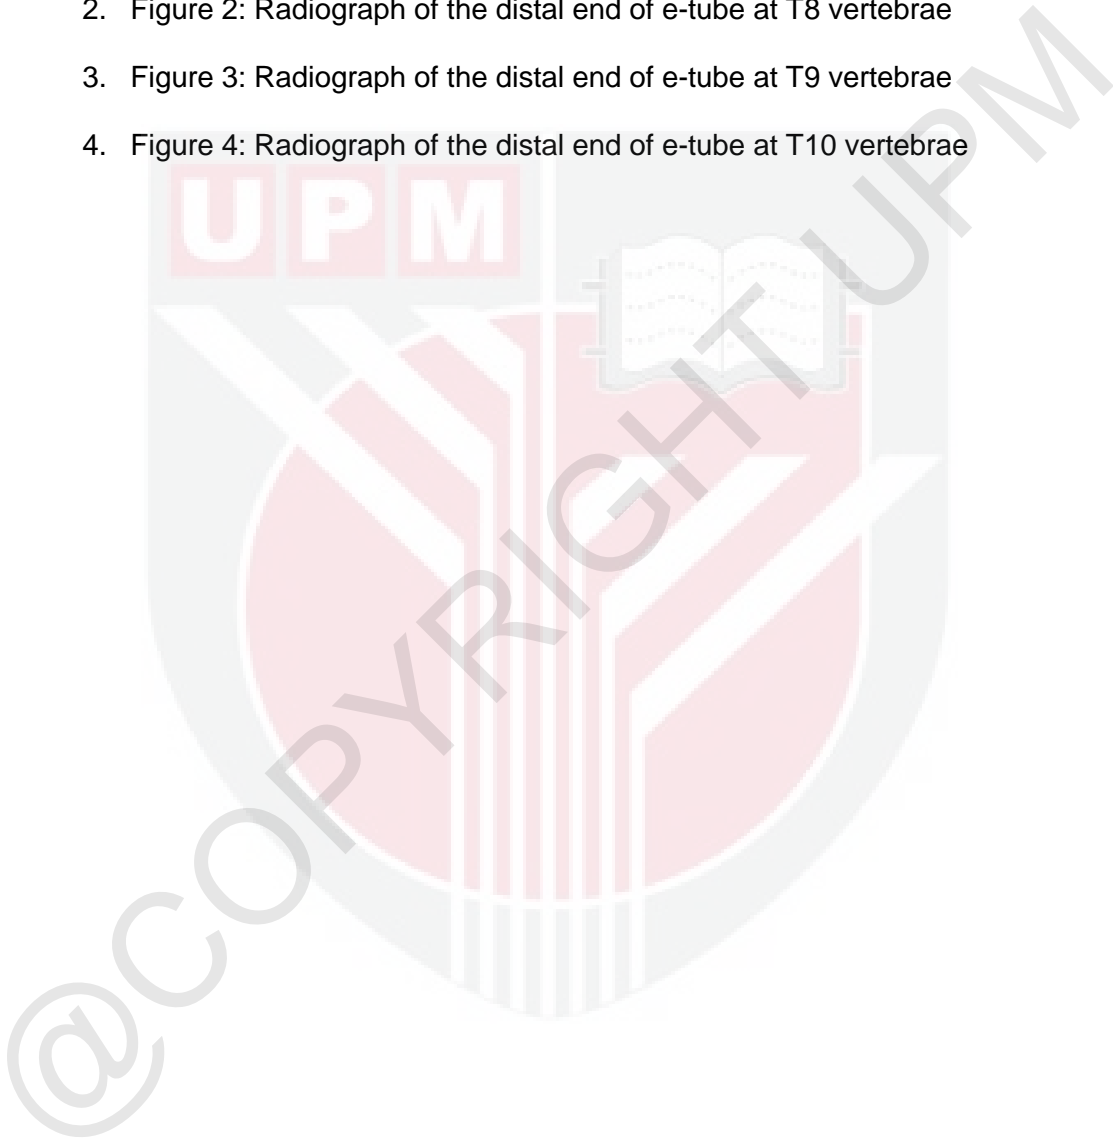 2. Figure 2: Radiograph of the distal end of e-tube at T8 vertebrae
3. Figure 3: Radiograph of the distal end of e-tube at T9 vertebrae
4. Figure 4: Radiograph of the distal end of e-tube at T10 vertebrae
UPM
@COPYRIGHT UPM